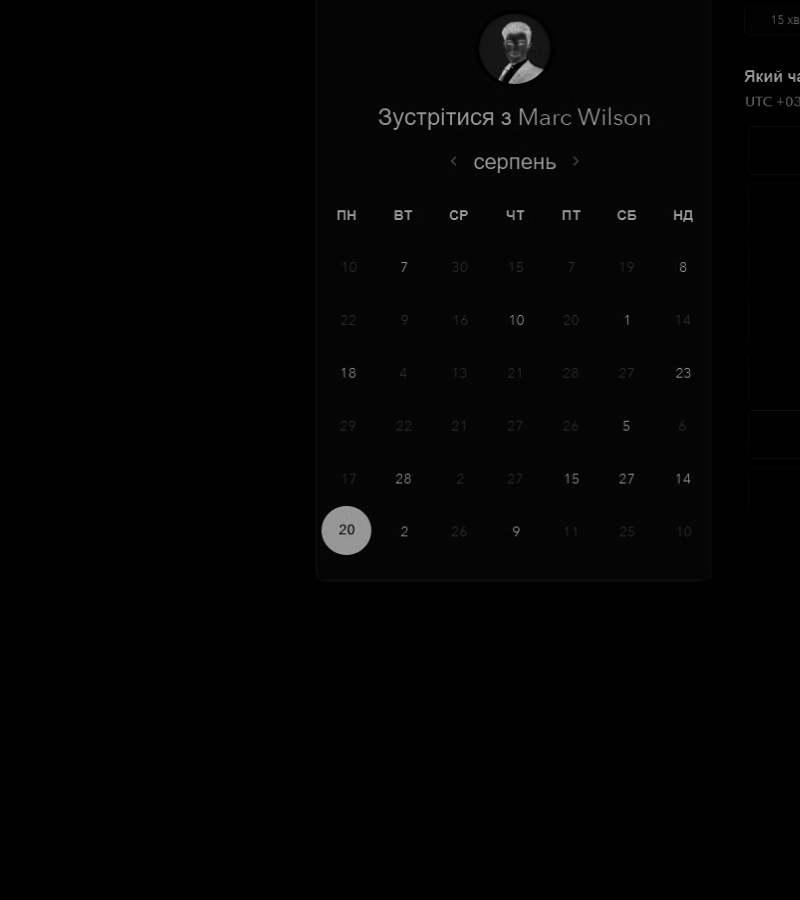 15 хв
Який ча
UTC +03
Зустрітися з Marc Wilson
серпень
ПН ВТ СР ЧТ ПТ СБ НД
10 7 30 15 7 19 8
22 9 16 10 20 1 14
18 4 13 21 28 27 23
29 22 21 27 26 5 6
17 28 2 27 15 27 14
20 2 26 9 11 25 10